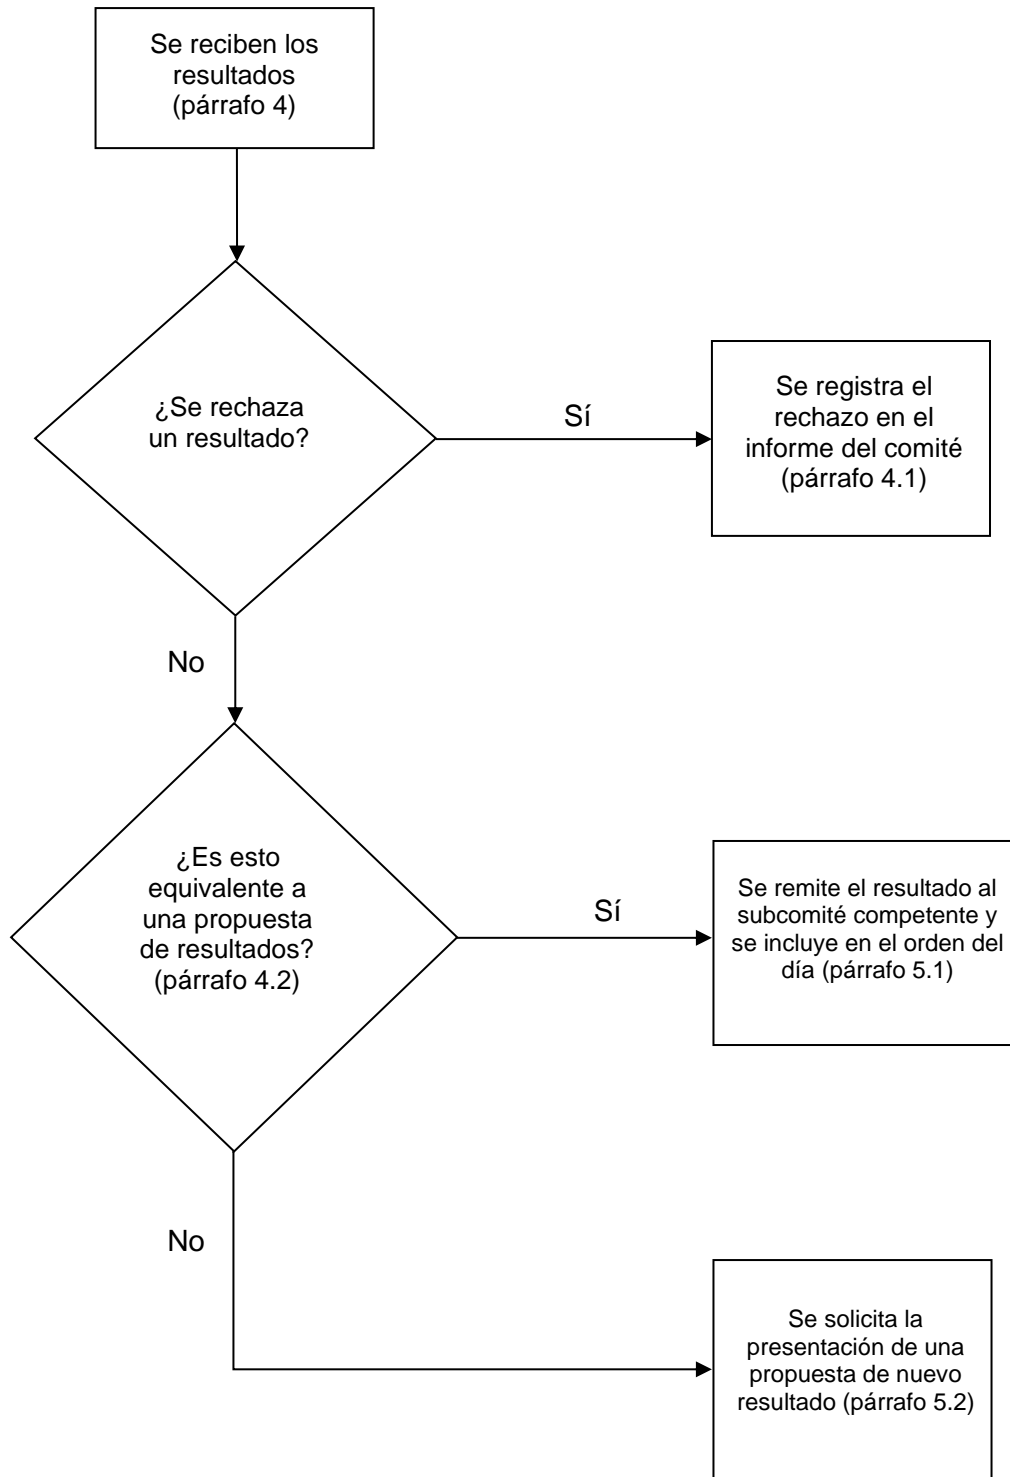 Se reciben los
resultados
(párrafo 4)
¿Se rechaza
un resultado?
Sí
Se registra el
rechazo en el
informe del comité
(párrafo 4.1)
No
¿Es esto
equivalente a
una propuesta
de resultados?
(párrafo 4.2)
Sí
Se remite el resultado al
subcomité competente y
se incluye en el orden del
día (párrafo 5.1)
No
Se solicita la
presentación de una
propuesta de nuevo
resultado (párrafo 5.2)